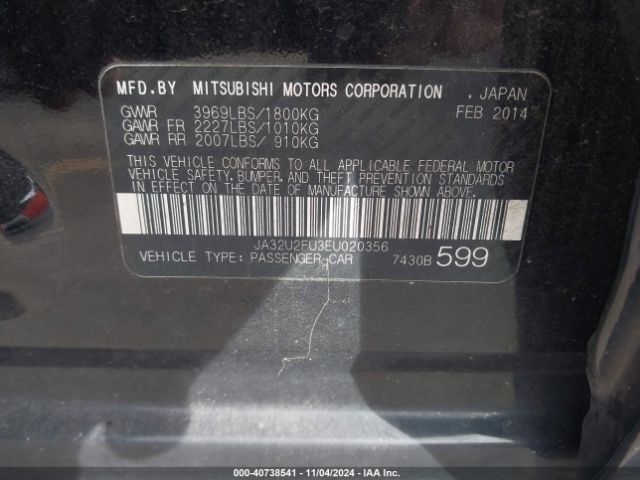 MFD.BY MITSUBISHI MOTORS CORPORATION . JAPAN
GVWR 3969LBS/1800KG FEB 2014
GAWR FR 2227LBS/1010KG
GAWR RR 2007LBS/ 910KG
THIS VEHICLE CONFORMS TO ALL APPLICABLE FEDERAL MOTOR
VEHICLE SAFETY, BUMPER, AND THEFT PREVENTION STANDARDS
IN EFFECT ON THE DATE OF MANUFACTURE SHOWN ABOVE.
JA32U2FU3EU020356
VEHICLE TYPE: PASSENGER CAR 7430B 599
000-40738541 - 11/04/2024 - IAA Inc.